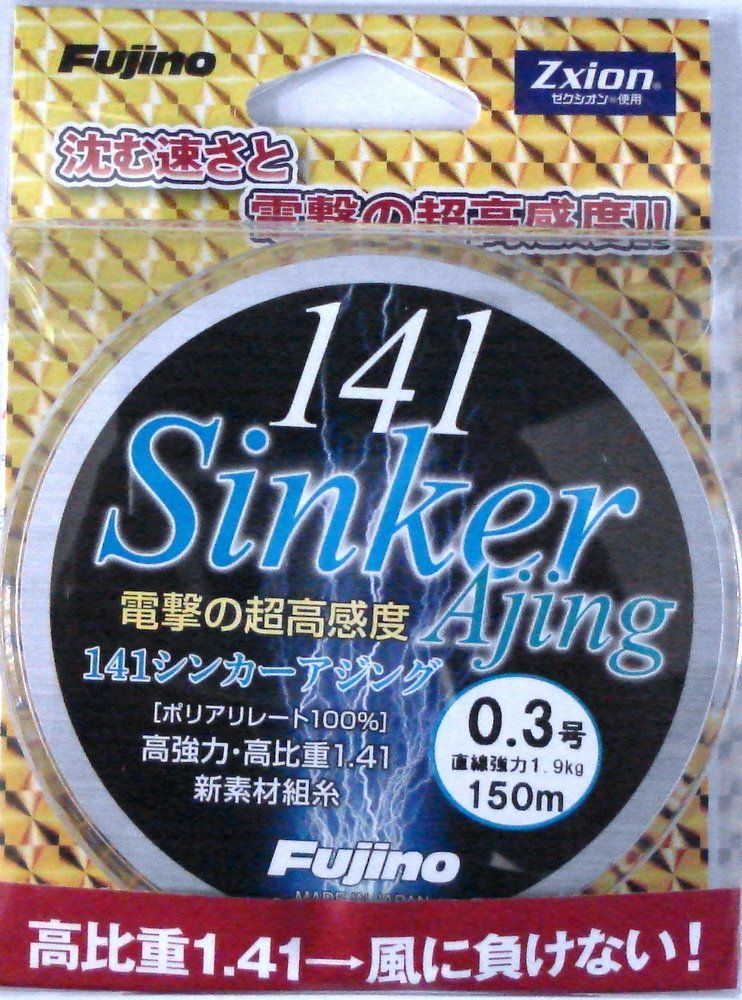 Fujino
Zxion®
ゼクシオン®使用
沈む速さと
電撃の超高感度!!
141
Sinker
Ajing
電撃の超高感度
141シンカーアジング
[ポリアリレート100%]
高強力・高比重1.41
新素材組糸
0.3号
直線強力1.9kg
150m
Fujino
MADE IN JAPAN
高比重1.41→風に負けない!